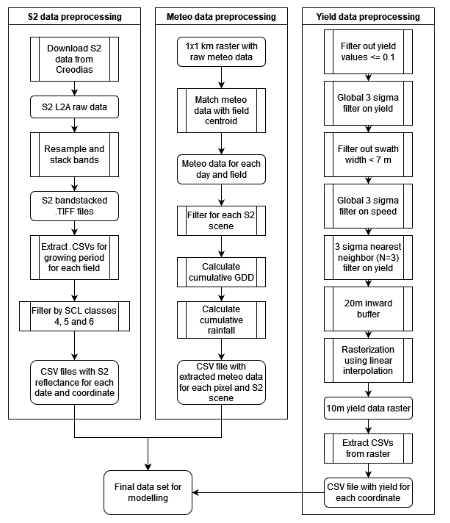 S2 data preprocessing
Download S2
data from
Creodias
S2 L2A raw data
Resample and
stack bands
S2 bandstacked
.TIFF files
Extract .CSVs for
growing period
for each field
Filter by SCL classes
4, 5 and 6
CSV files with S2
reflectance for each
date and coordinate
Meteo data preprocessing
1x1 km raster with
raw meteo data
Match meteo
data with field
centroid
Meteo data for each
day and field
Filter for each S2
scene
Calculate
cumulative GDD
Calculate
cumulative
rainfall
CSV file with
extracted meteo data
for each pixel and S2
scene
Yield data preprocessing
Filter out yield
values <= 0.1
Global 3 sigma
filter on yield
Filter out swath
width < 7 m
Global 3 sigma
filter on speed
3 sigma nearest
neighbor (N=3)
filter on yield
20m inward
buffer
Rasterization
using linear
interpolation
10m yield data raster
Extract CSVs
from raster
CSV file with yield for
each coordinate
Final data set for
modelling